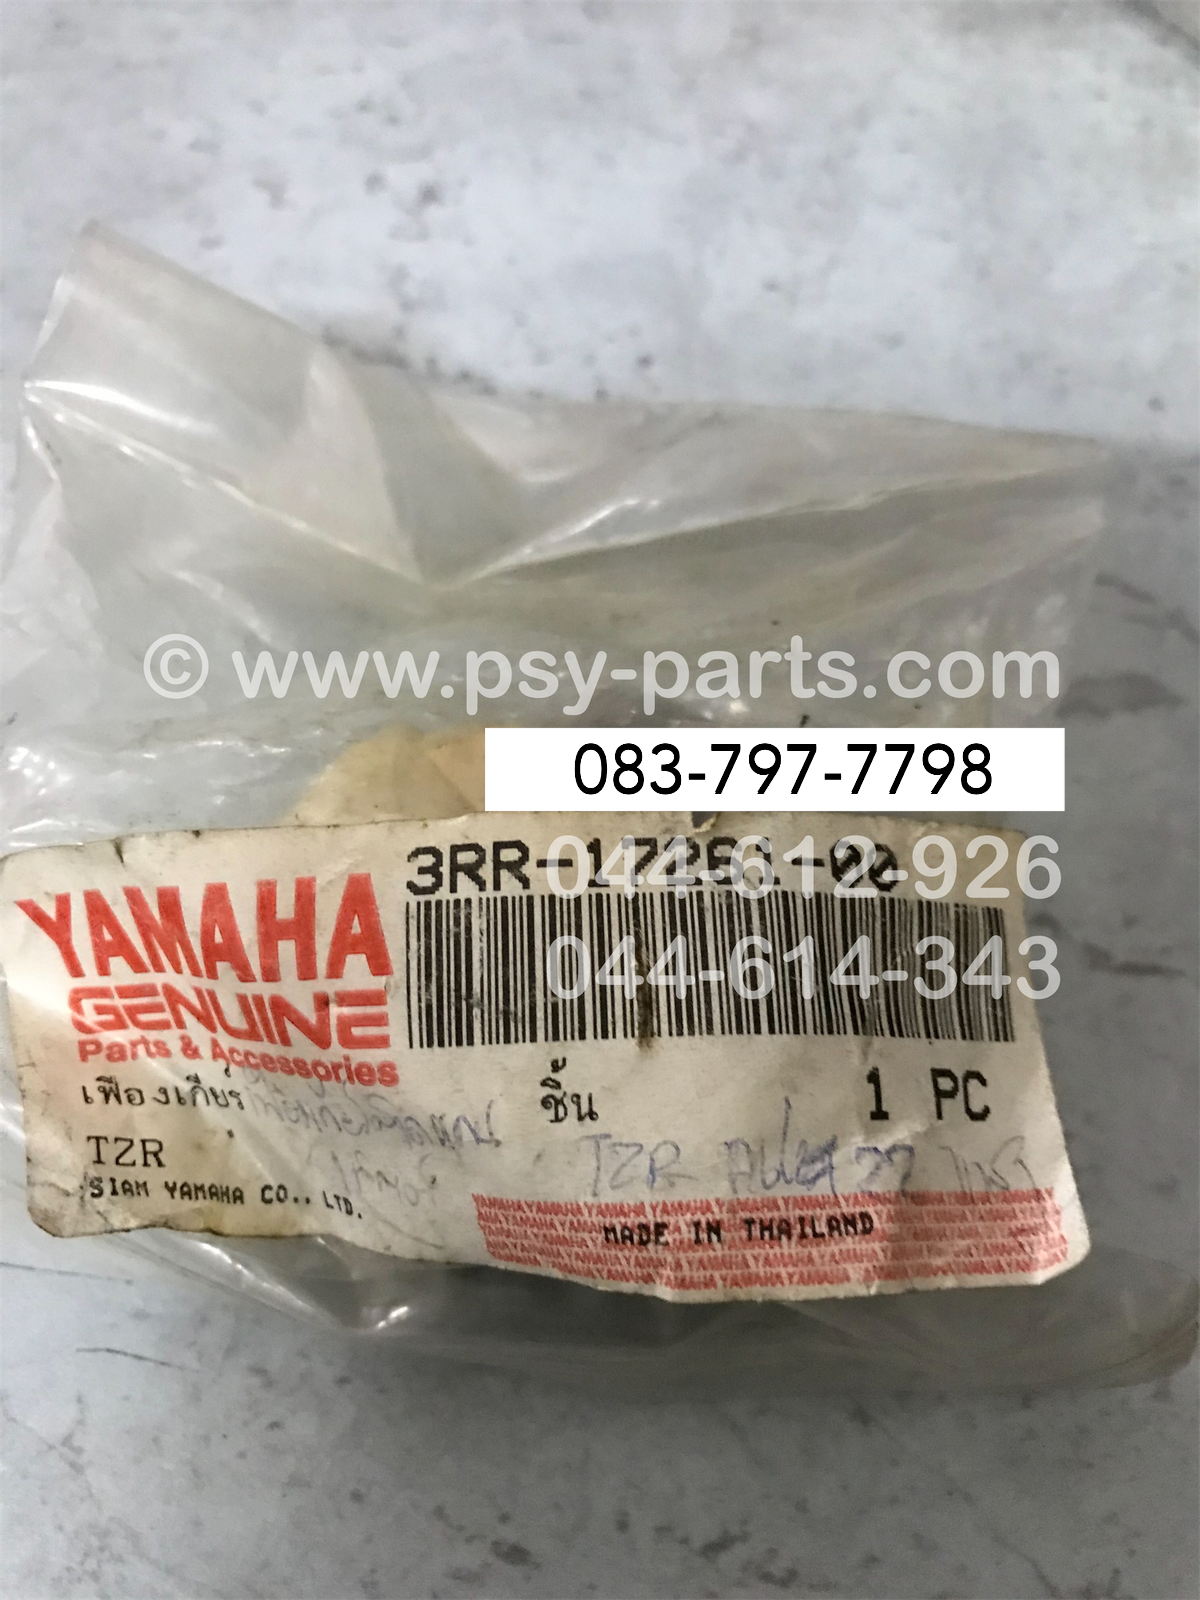 © www.psy-parts.com
083-797-7798
044-612-926
044-614-343
3RR-17261-00
YAMAHA
GENUINE
Parts & Accessories
เฟืองเกียร์
ชิ้น
1 PC
TZR
TZR
SIAM YAMAHA CO., LTD.
MADE IN THAILAND